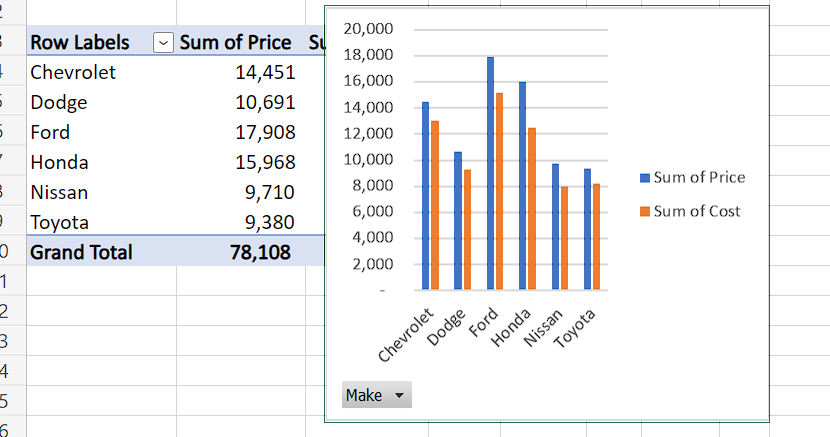 Row Labels Sum of Price
Chevrolet 14,451
Dodge 10,691
Ford 17,908
Honda 15,968
Nissan 9,710
Toyota 9,380
Grand Total 78,108
20,000
18,000
16,000
14,000
12,000
10,000
8,000
6,000
4,000
2,000
-
Chevrolet
Dodge
Ford
Honda
Nissan
Toyota
Sum of Price
Sum of Cost
Make